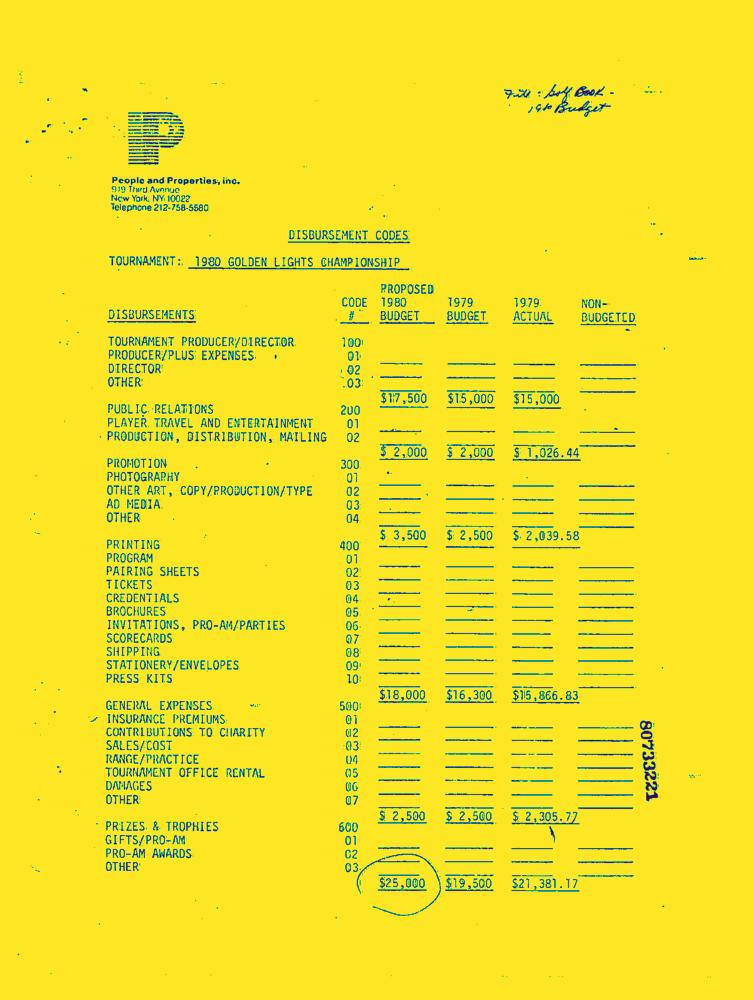 File: Golf Book -
1980 Budget
P
People and Properties, Inc.
919 Third Avenue
New York, NY 10022
Telephone 212-758-5680
DISBURSEMENT CODES
TOURNAMENT: 1980 GOLDEN LIGHTS CHAMPIONSHIP
PROPOSED
CODE 1980 1979 1979 NON-
DISBURSEMENTS # BUDGET BUDGET ACTUAL BUDGETED
TOURNAMENT PRODUCER/DIRECTOR 100
PRODUCER/PLUS EXPENSES 01
DIRECTOR 02
OTHER 03
$17,500 $15,000 $15,000
PUBLIC RELATIONS 200
PLAYER TRAVEL AND ENTERTAINMENT 01
PRODUCTION, DISTRIBUTION, MAILING 02
$ 2,000 $ 2,000 $ 1,026.44
PROMOTION 300
PHOTOGRAPHY 01
OTHER ART, COPY/PRODUCTION/TYPE 02
AD MEDIA 03
OTHER 04
$ 3,500 $ 2,500 $ 2,039.58
PRINTING 400
PROGRAM 01
PAIRING SHEETS 02
TICKETS 03
CREDENTIALS 04
BROCHURES 05
INVITATIONS, PRO-AM/PARTIES 06
SCORECARDS 07
SHIPPING 08
STATIONERY/ENVELOPES 09
PRESS KITS 10
$18,000 $16,300 $15,866.83
GENERAL EXPENSES 500
INSURANCE PREMIUMS 01
CONTRIBUTIONS TO CHARITY 02
SALES/COST 03
RANGE/PRACTICE 04
TOURNAMENT OFFICE RENTAL 05
DAMAGES 06
OTHER 07
$ 2,500 $ 2,500 $ 2,305.77
PRIZES & TROPHIES 600
GIFTS/PRO-AM 01
PRO-AM AWARDS 02
OTHER 03
$25,000 $19,500 $21,381.17
80733221